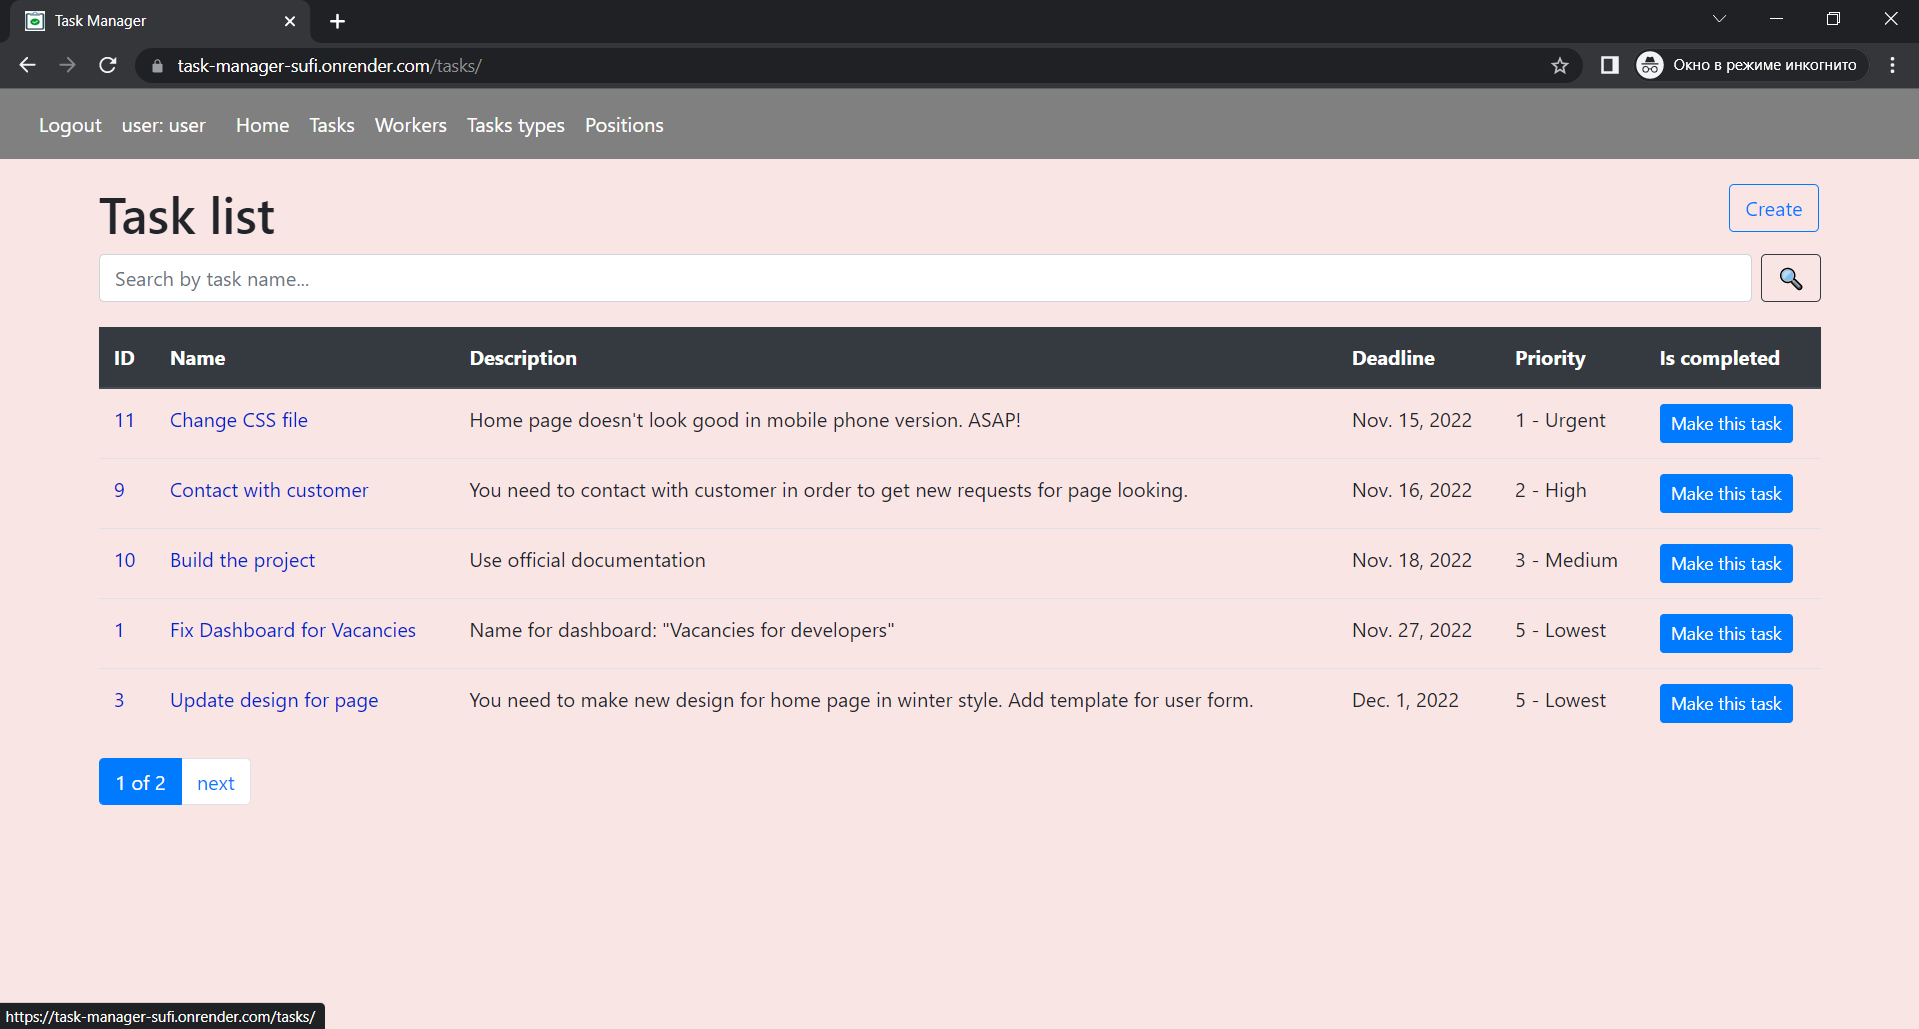 Task Manager
task-manager-sufi.onrender.com/tasks/
Окно в режиме инкогнито
Logout user: user Home Tasks Workers Tasks types Positions
Task list
Create
Search by task name...
ID Name Description Deadline Priority Is completed
11 Change CSS file Home page doesn't look good in mobile phone version. ASAP! Nov. 15, 2022 1 - Urgent Make this task
9 Contact with customer You need to contact with customer in order to get new requests for page looking. Nov. 16, 2022 2 - High Make this task
10 Build the project Use official documentation Nov. 18, 2022 3 - Medium Make this task
1 Fix Dashboard for Vacancies Name for dashboard: "Vacancies for developers" Nov. 27, 2022 5 - Lowest Make this task
3 Update design for page You need to make new design for home page in winter style. Add template for user form. Dec. 1, 2022 5 - Lowest Make this task
1 of 2 next
https://task-manager-sufi.onrender.com/tasks/